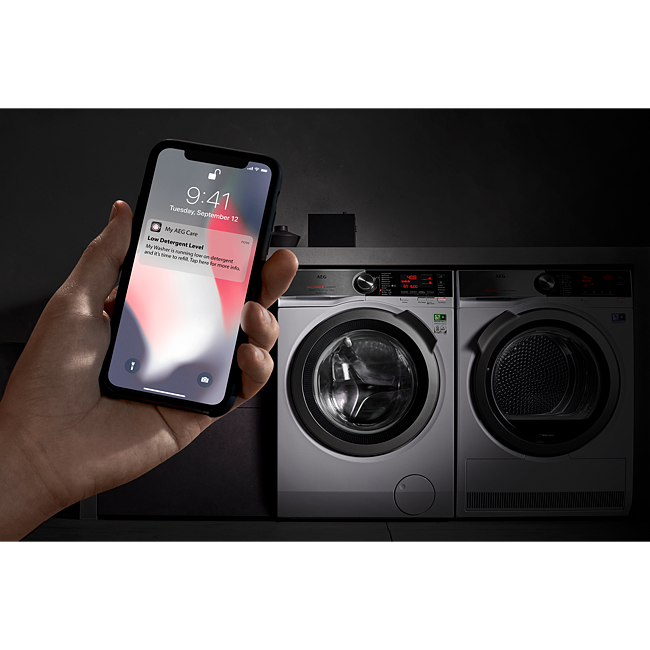 9:41
Tuesday, September 12
My AEG Care
now
Low Detergent Level
My Washer is running low on detergent
and it's time to refill. Tap here for more info.
AEG
AEG